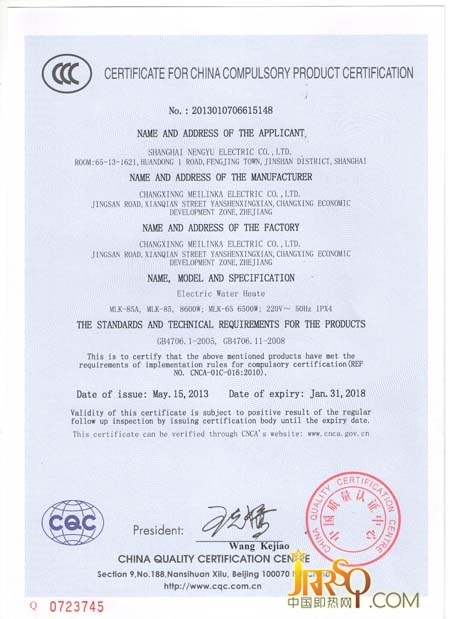 CCC CERTIFICATE FOR CHINA COMPULSORY PRODUCT CERTIFICATION
No.: 2013010706615148
NAME AND ADDRESS OF THE APPLICANT
SHANGHAI NENGYU ELECTRIC CO.,LTD.
ROOM:65-13-1621,HUANDONG 1 ROAD,FENGJING TOWN,JINSHAN DISTRICT,SHANGHAI
NAME AND ADDRESS OF THE MANUFACTURER
CHANGXINNG MEILINKA ELECTRIC CO.,LTD.
JINGSAN ROAD,XIANQIAN STREET YANSHENXINGXIAN,CHANGXING ECONOMIC
DEVELOPMENT ZONE,ZHEJIANG
NAME AND ADDRESS OF THE FACTORY
CHANGXINNG MEILINKA ELECTRIC CO.,LTD.
JINGSAN ROAD,XIANQIAN STREET YANSHENXINGXIAN,CHANGXING ECONOMIC
DEVELOPMENT ZONE,ZHEJIANG
NAME, MODEL AND SPECIFICATION
Electric Water Heate
MLK-85A, MLK-85, 8600W; MLK-65 6500W; 220V~ 50Hz IPX4
THE STANDARDS AND TECHNICAL REQUIREMENTS FOR THE PRODUCTS
GB4706.1-2005, GB4706.11-2008
This is to certify that the above mentioned products have met the
requirements of implementation rules for compulsory certification(REF
NO. CNCA-01C-016:2010).
Date of issue: May.15,2013 Date of expiry: Jan.31,2018
Validity of this certificate is subject to positive result of the regular
follow up inspection by issuing certification body until the expiry date.
This certificate can be verified through CNCA's website: www.cnca.gov.cn
CHINA QUALITY CERTIFICATION CENTRE
中国质量认证中心
CQC
President:
Wang Kejiao
CHINA QUALITY CERTIFICATION CENTRE
Section 9,No.188,Nansihuan Xilu, Beijing 100070
http://www.cqc.com.cn
JRRSQ.COM
中国即热网
Q 0723745